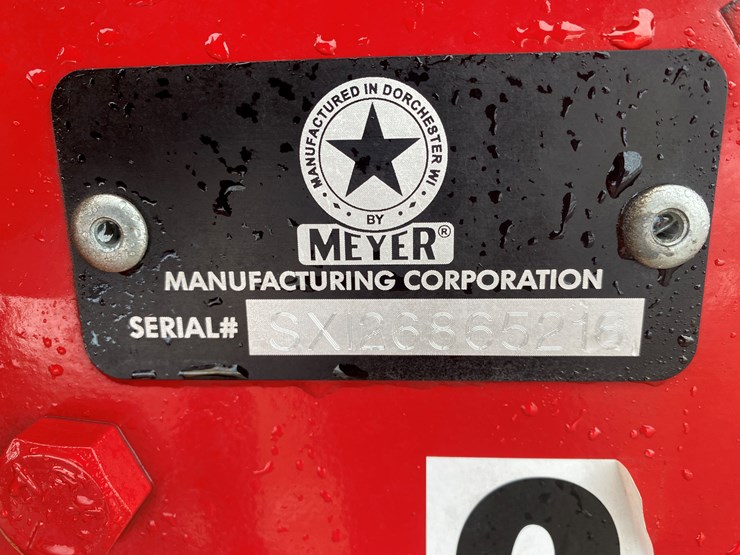 MANUFACTURED IN DORCHESTER WI.
BY
MEYER®
MANUFACTURING CORPORATION
SERIAL#